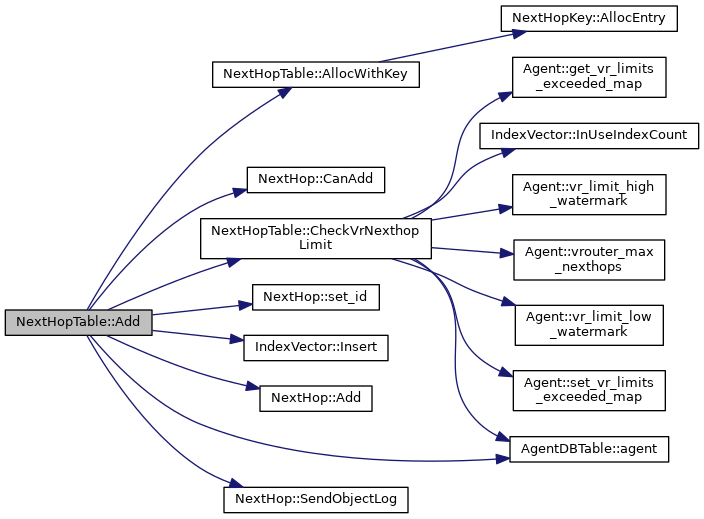 NextHopKey::AllocEntry
NextHopTable::AllocWithKey
Agent::get_vr_limits
_exceeded_map
IndexVector::InUseIndexCount
NextHop::CanAdd
Agent::vr_limit_high
_watermark
NextHopTable::CheckVrNexthop
Limit
Agent::vrouter_max
_nexthops
NextHop::set_id
Agent::vr_limit_low
_watermark
NextHopTable::Add
IndexVector::Insert
Agent::set_vr_limits
_exceeded_map
NextHop::Add
AgentDBTable::agent
NextHop::SendObjectLog